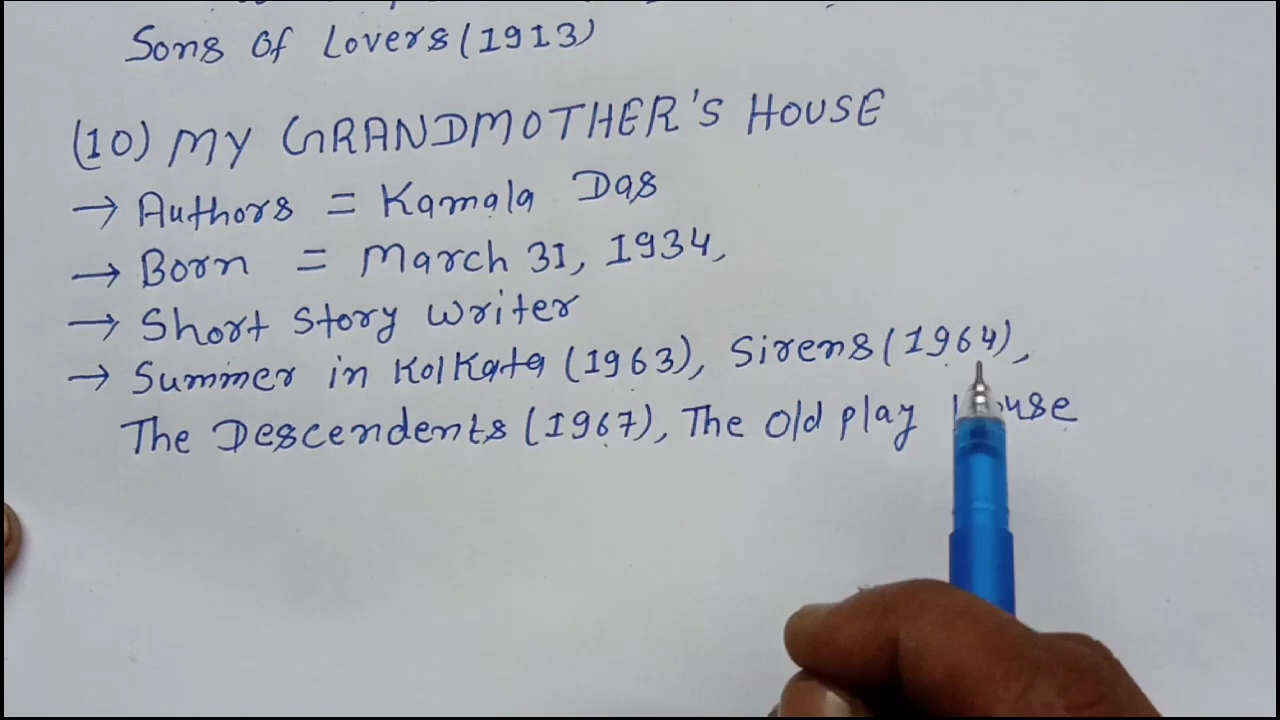 Sons of Lovers (1913)
(10) MY GRANDMOTHER'S HOUSE
→ Authors = Kamala Das
→ Born = March 31, 1934,
→ Short Story Writer
→ Summer in Kolkata (1963), Sirens (1964),
The Descendents (1967), The Old play House